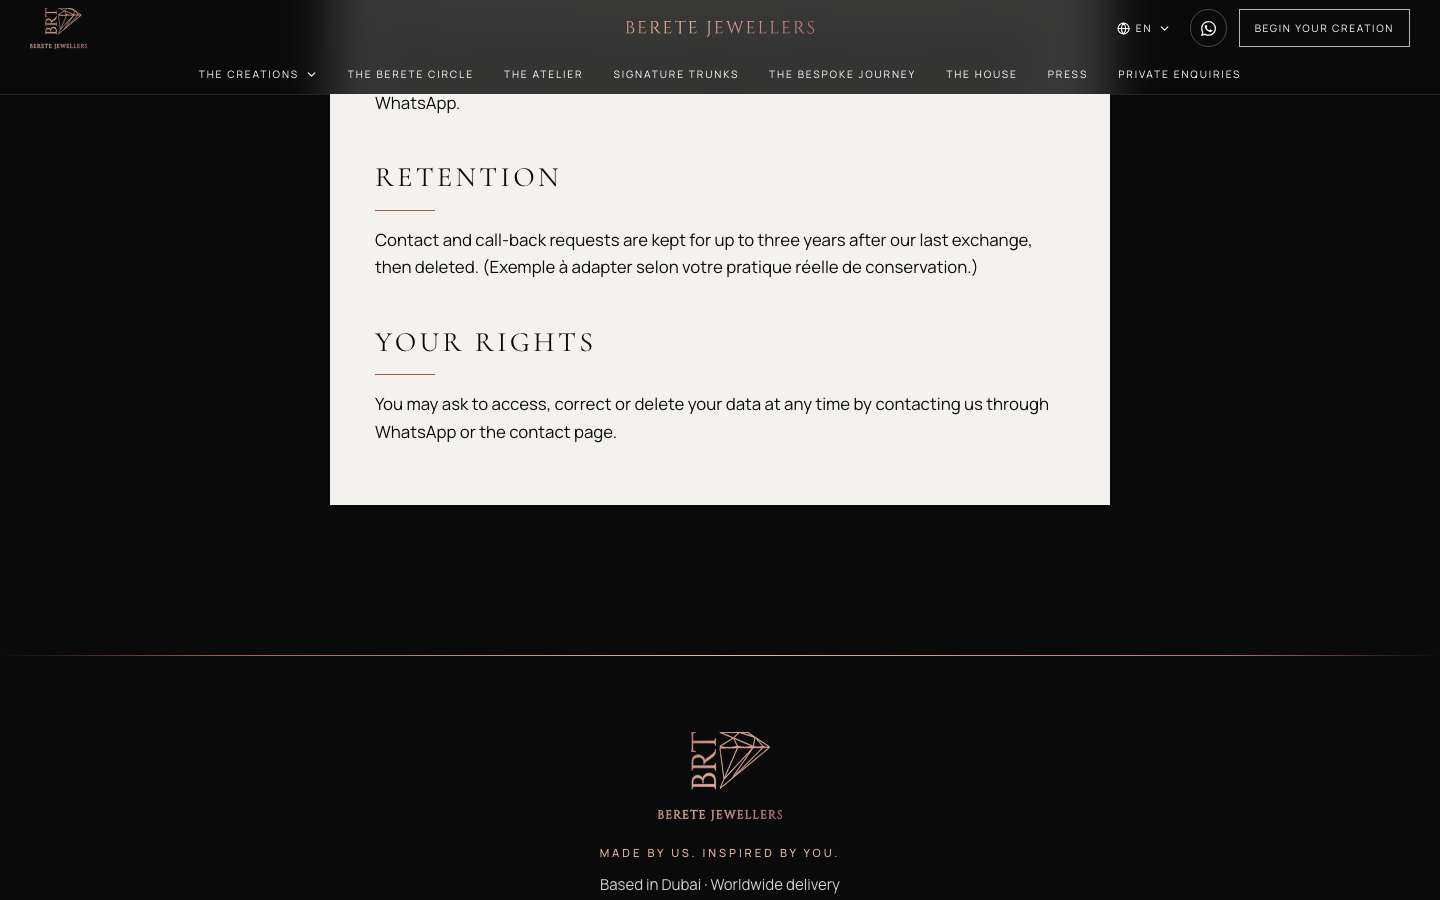 BRT
BERETE JEWELLERS
BERETE JEWELLERS
EN
BEGIN YOUR CREATION
THE CREATIONS
THE BERETE CIRCLE
THE ATELIER
SIGNATURE TRUNKS
THE BESPOKE JOURNEY
THE HOUSE
PRESS
PRIVATE ENQUIRIES
WhatsApp.
RETENTION
Contact and call-back requests are kept for up to three years after our last exchange,
then deleted. (Exemple à adapter selon votre pratique réelle de conservation.)
YOUR RIGHTS
You may ask to access, correct or delete your data at any time by contacting us through
WhatsApp or the contact page.
BRT
BERETE JEWELLERS
MADE BY US. INSPIRED BY YOU.
Based in Dubai · Worldwide delivery